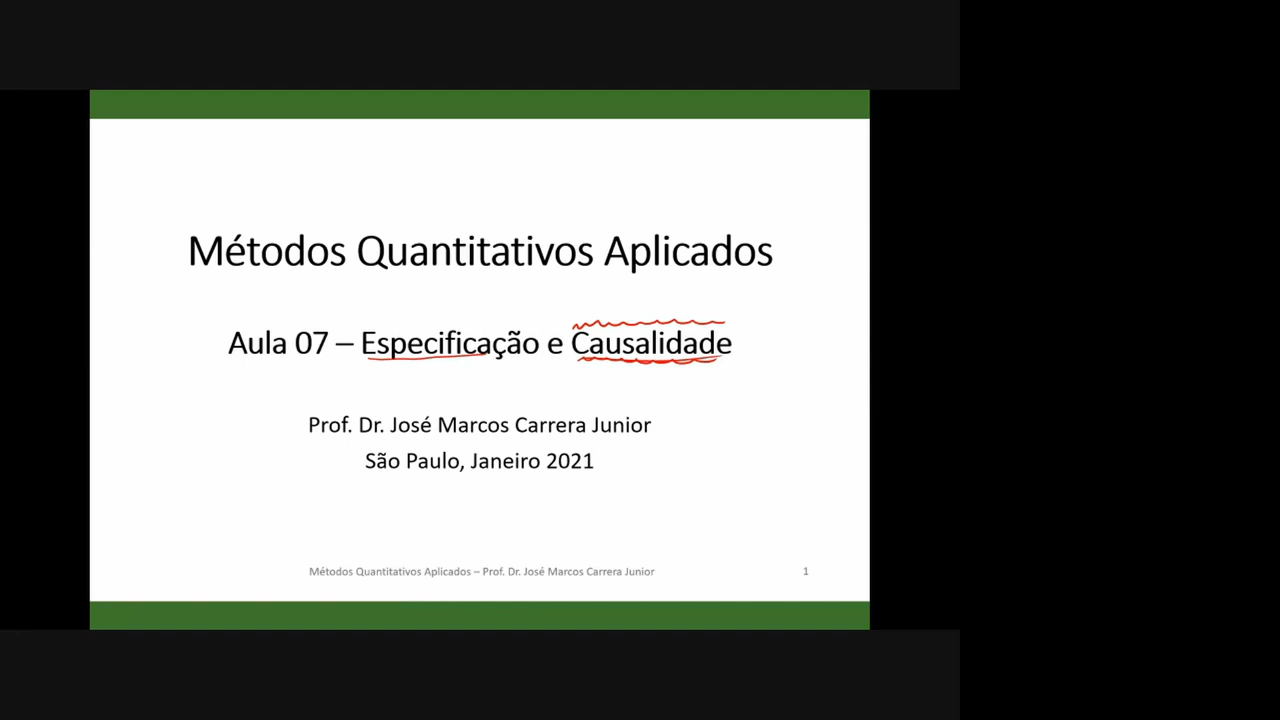 Métodos Quantitativos Aplicados
Aula 07 – Especificação e Causalidade
Prof. Dr. José Marcos Carrera Junior
São Paulo, Janeiro 2021
Métodos Quantitativos Aplicados – Prof. Dr. José Marcos Carrera Junior 1